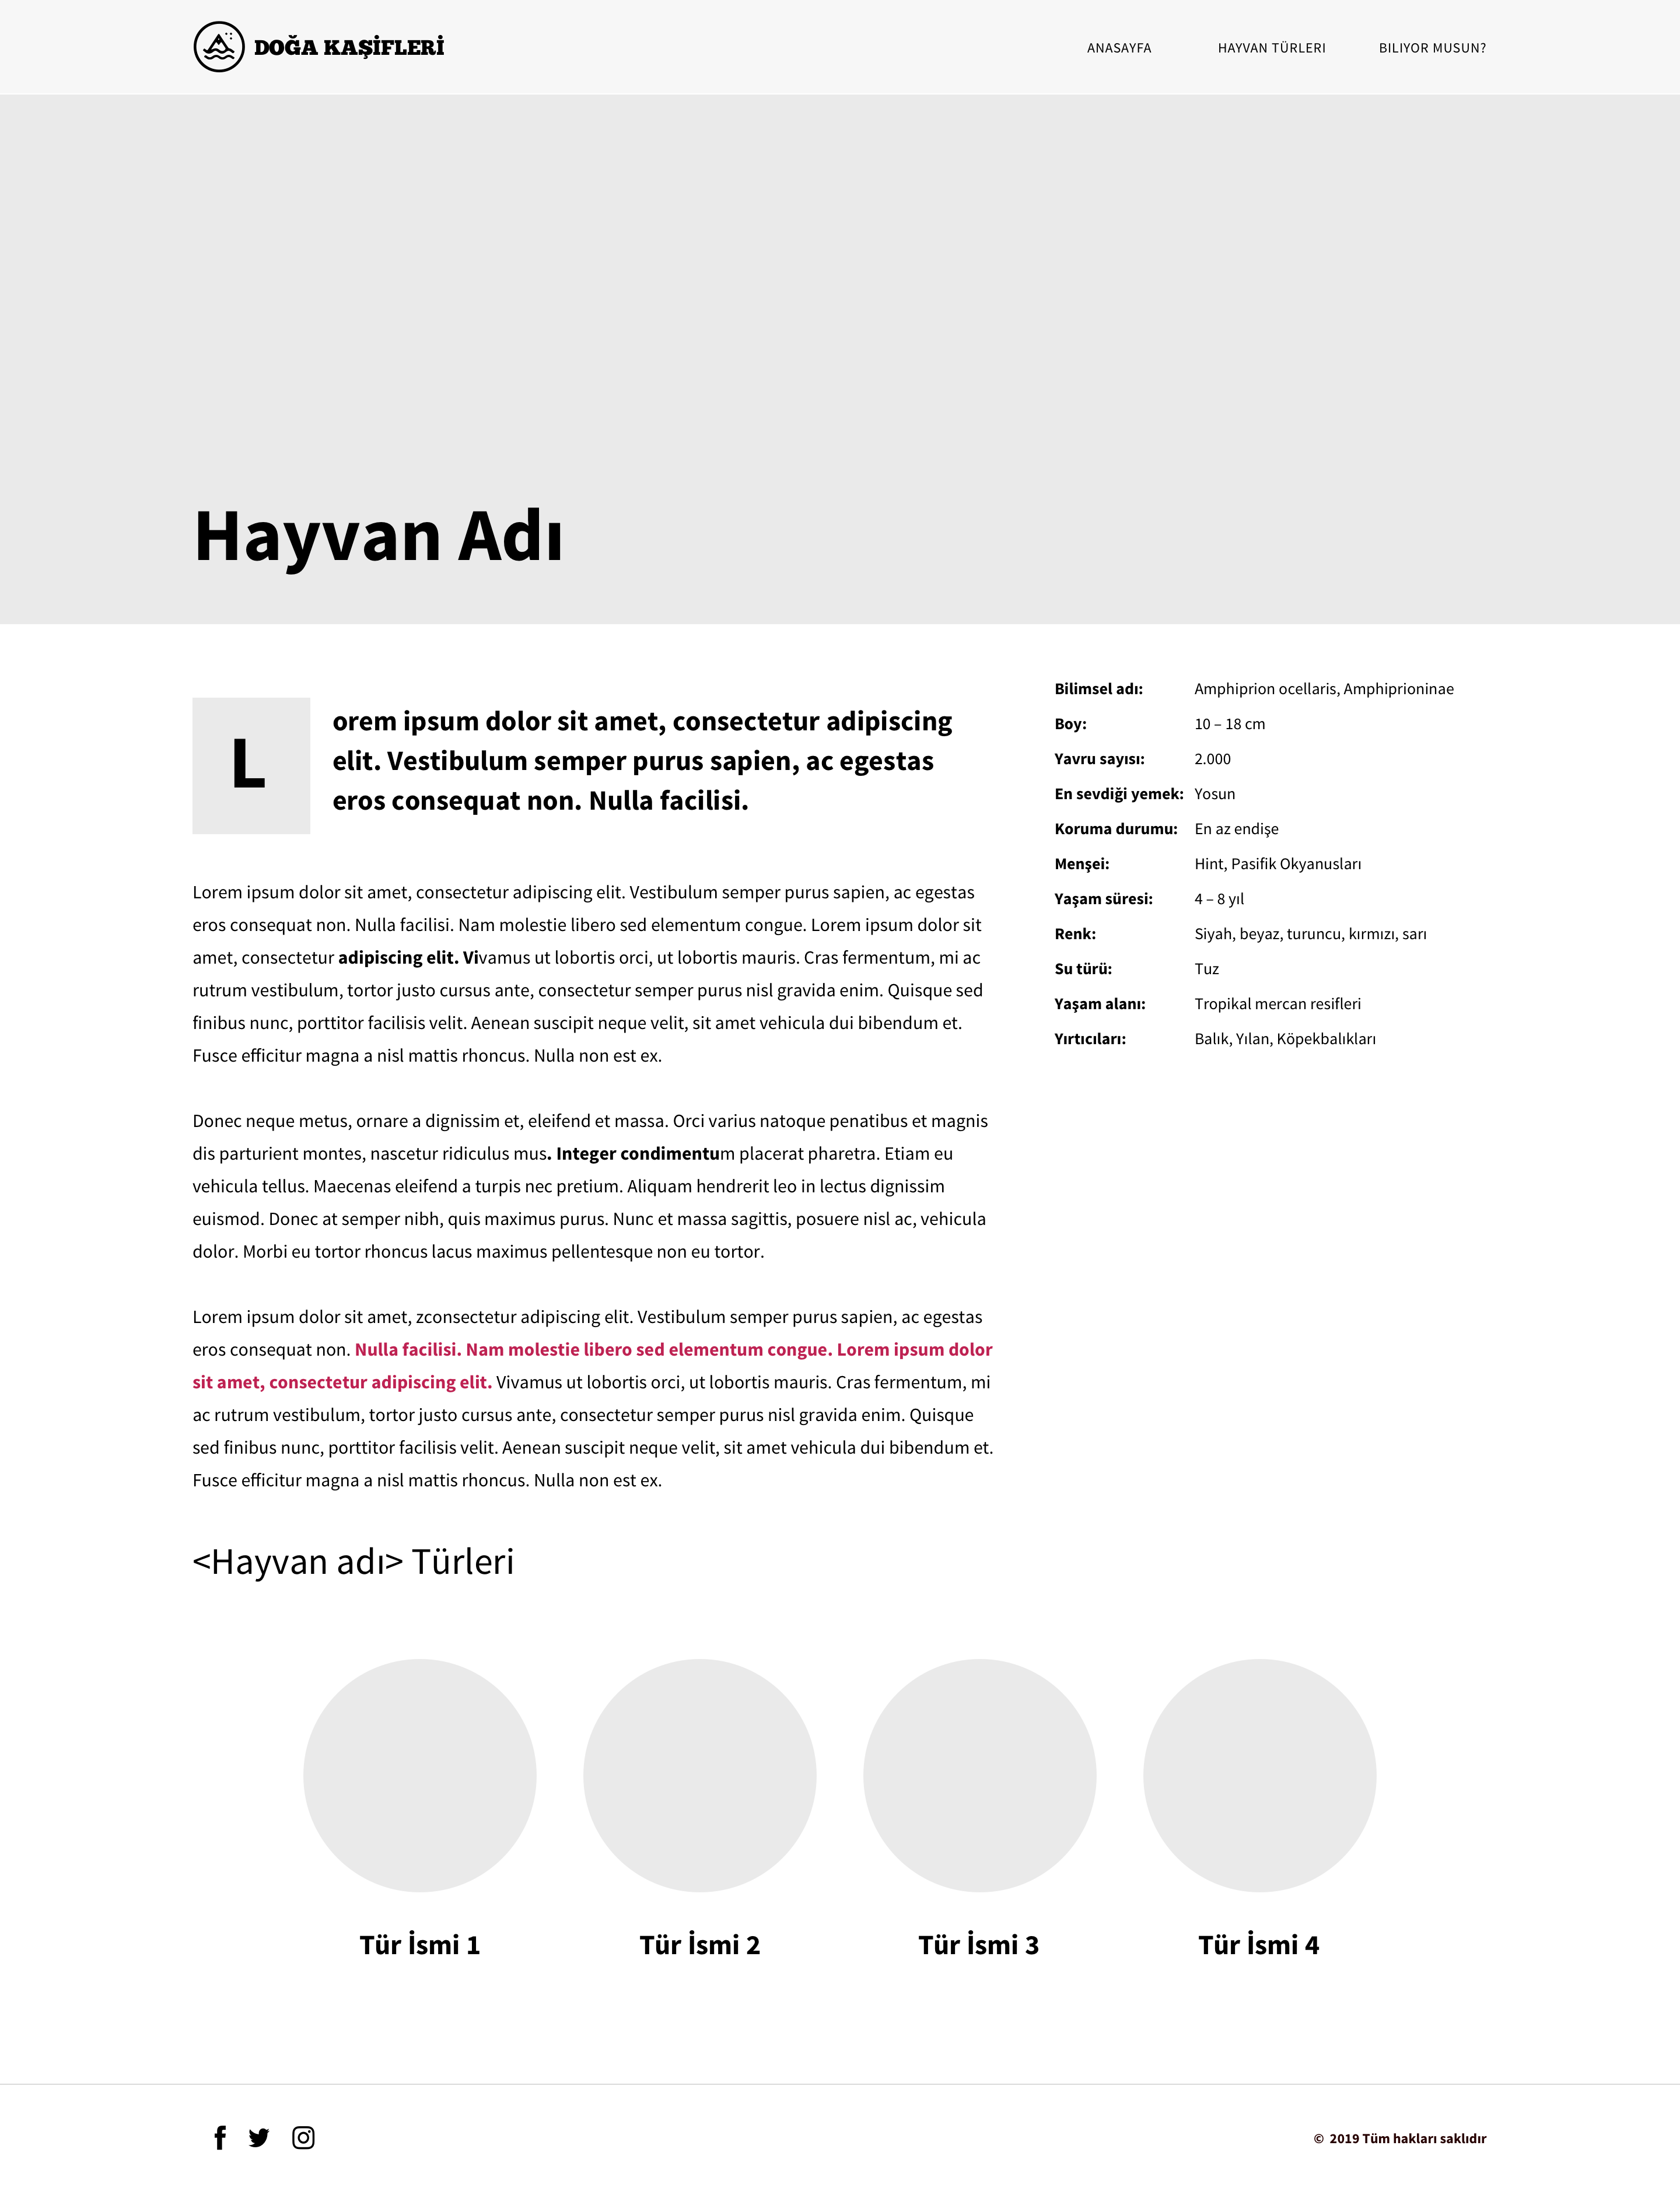 DOĞA KAŞİFLERİ
ANASAYFA
HAYVAN TÜRLERI
BILIYOR MUSUN?
Hayvan Adı
L
orem ipsum dolor sit amet, consectetur adipiscing
elit. Vestibulum semper purus sapien, ac egestas
eros consequat non. Nulla facilisi.
Lorem ipsum dolor sit amet, consectetur adipiscing elit. Vestibulum semper purus sapien, ac egestas
eros consequat non. Nulla facilisi. Nam molestie libero sed elementum congue. Lorem ipsum dolor sit
amet, consectetur adipiscing elit. Vivamus ut lobortis orci, ut lobortis mauris. Cras fermentum, mi ac
rutrum vestibulum, tortor justo cursus ante, consectetur semper purus nisl gravida enim. Quisque sed
finibus nunc, porttitor facilisis velit. Aenean suscipit neque velit, sit amet vehicula dui bibendum et.
Fusce efficitur magna a nisl mattis rhoncus. Nulla non est ex.
Donec neque metus, ornare a dignissim et, eleifend et massa. Orci varius natoque penatibus et magnis
dis parturient montes, nascetur ridiculus mus. Integer condimentum placerat pharetra. Etiam eu
vehicula tellus. Maecenas eleifend a turpis nec pretium. Aliquam hendrerit leo in lectus dignissim
euismod. Donec at semper nibh, quis maximus purus. Nunc et massa sagittis, posuere nisl ac, vehicula
dolor. Morbi eu tortor rhoncus lacus maximus pellentesque non eu tortor.
Lorem ipsum dolor sit amet, zconsectetur adipiscing elit. Vestibulum semper purus sapien, ac egestas
eros consequat non. Nulla facilisi. Nam molestie libero sed elementum congue. Lorem ipsum dolor
sit amet, consectetur adipiscing elit. Vivamus ut lobortis orci, ut lobortis mauris. Cras fermentum, mi
ac rutrum vestibulum, tortor justo cursus ante, consectetur semper purus nisl gravida enim. Quisque
sed finibus nunc, porttitor facilisis velit. Aenean suscipit neque velit, sit amet vehicula dui bibendum et.
Fusce efficitur magna a nisl mattis rhoncus. Nulla non est ex.
Bilimsel adı: Amphiprion ocellaris, Amphiprioninae
Boy: 10 – 18 cm
Yavru sayısı: 2.000
En sevdiği yemek: Yosun
Koruma durumu: En az endişe
Menşei: Hint, Pasifik Okyanusları
Yaşam süresi: 4 – 8 yıl
Renk: Siyah, beyaz, turuncu, kırmızı, sarı
Su türü: Tuz
Yaşam alanı: Tropikal mercan resifleri
Yırtıcıları: Balık, Yılan, Köpekbalıkları
<Hayvan adı> Türleri
Tür İsmi 1
Tür İsmi 2
Tür İsmi 3
Tür İsmi 4
© 2019 Tüm hakları saklıdır